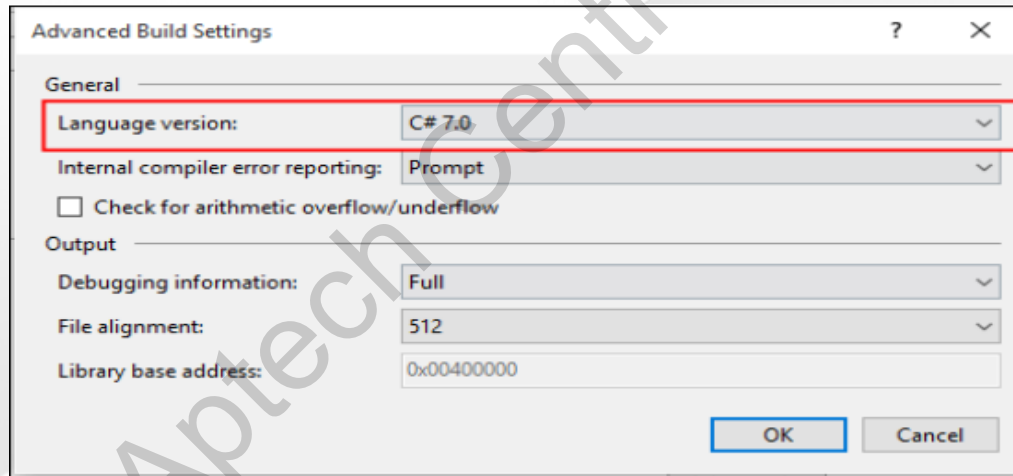 Advanced Build Settings ? ×
General
Language version: C# 7.0
Internal compiler error reporting: Prompt
Check for arithmetic overflow/underflow
Output
Debugging information: Full
File alignment: 512
Library base address: 0x00400000
OK Cancel
Aptech